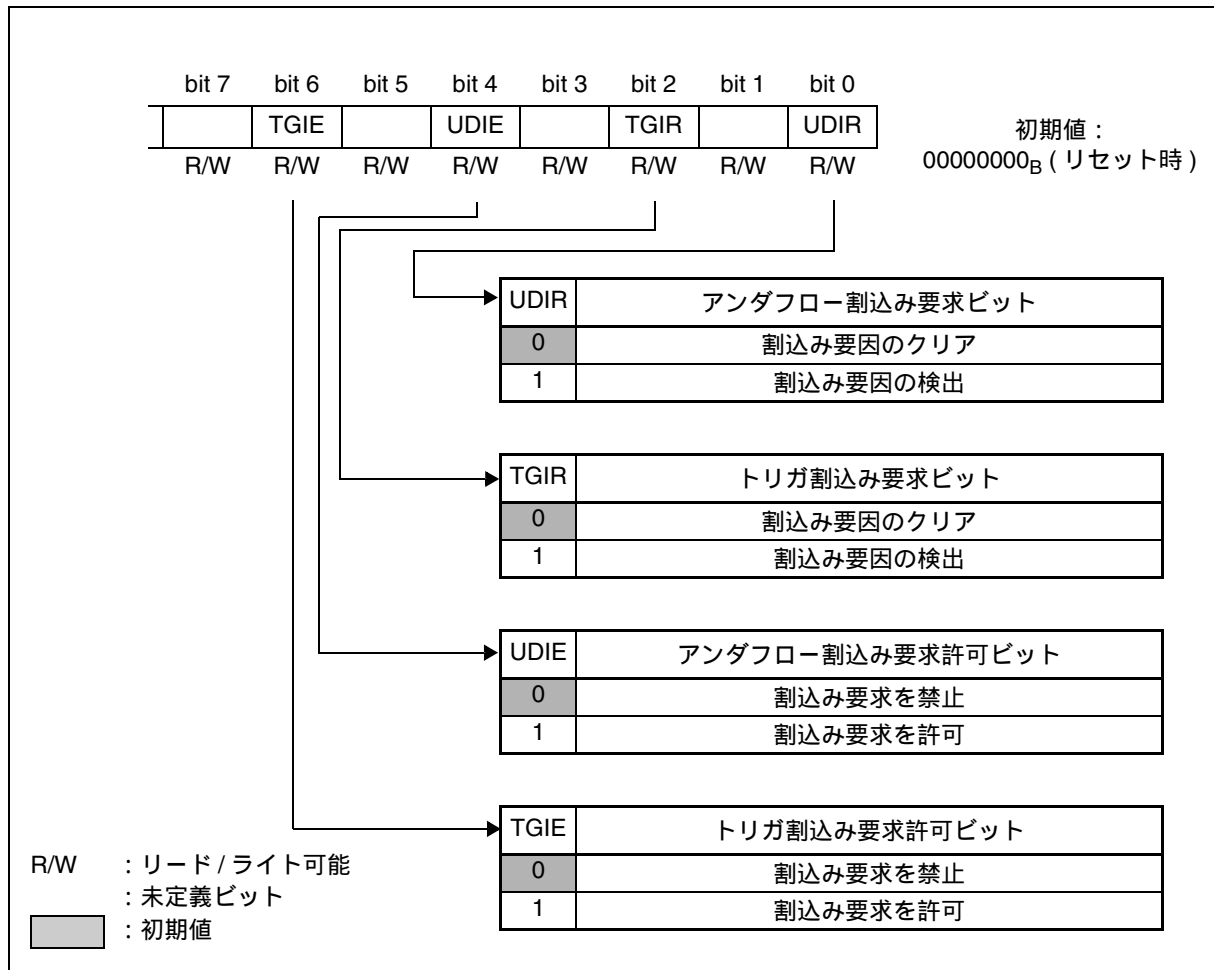 bit 7 bit 6 bit 5 bit 4 bit 3 bit 2 bit 1 bit 0
TGIE UDIE TGIR UDIR
R/W R/W R/W R/W R/W R/W R/W R/W
初期値：
00000000B ( リセット時 )
UDIR アンダフロー割込み要求ビット
0 割込み要因のクリア
1 割込み要因の検出
TGIR トリガ割込み要求ビット
0 割込み要因のクリア
1 割込み要因の検出
UDIE アンダフロー割込み要求許可ビット
0 割込み要求を禁止
1 割込み要求を許可
TGIE トリガ割込み要求許可ビット
0 割込み要求を禁止
1 割込み要求を許可
R/W ：リード / ライト可能
：未定義ビット
：初期値